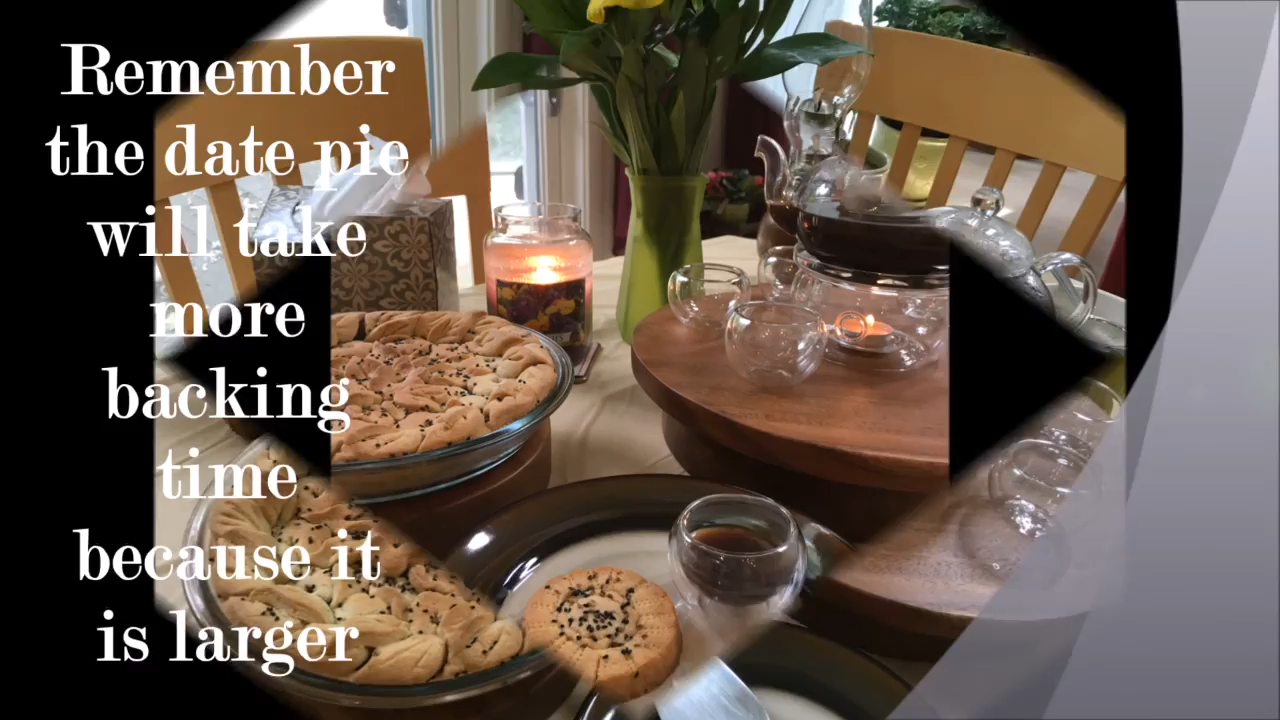 Remember
the date pie
will take
more
backing
time
because it
is larger